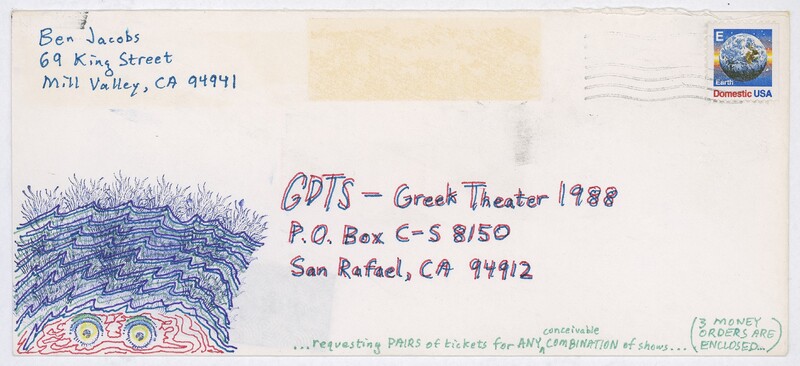 Ben Jacobs
69 King Street
Mill Valley, CA 94941
E
Earth
Domestic USA
GDTS – Greek Theater 1988
P.O. Box C-S 8150
San Rafael, CA 94912
...requesting PAIRS of tickets for ANY conceivable COMBINATION of shows...
(3 MONEY
ORDERS ARE
ENCLOSED...)